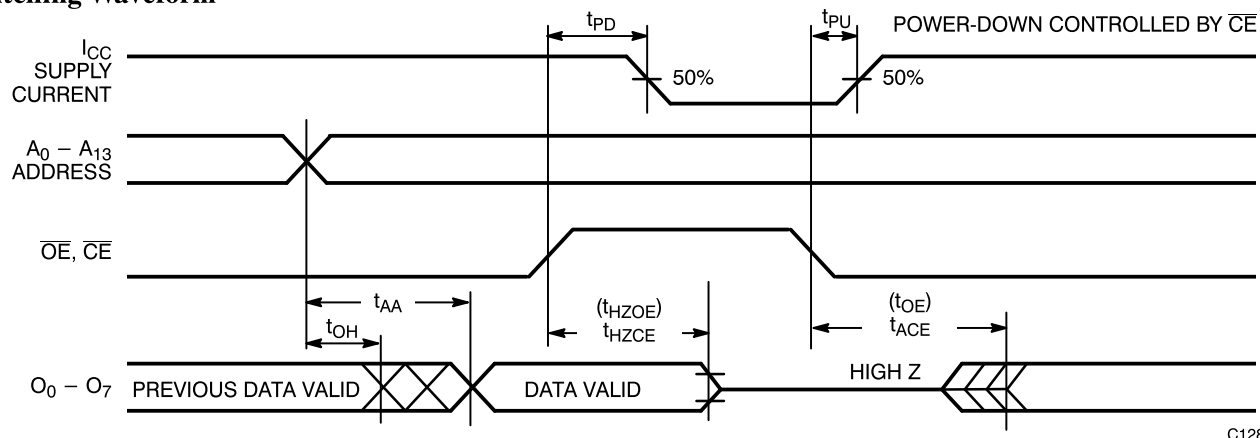 tPD
tPU
POWER-DOWN CONTROLLED BY CE
ICC
SUPPLY
CURRENT
50%
50%
A0 – A13
ADDRESS
OE, CE
tAA
tOH
(tHZOE)
tHZCE
(tOE)
tACE
O0 – O7
PREVIOUS DATA VALID
DATA VALID
HIGH Z
C128